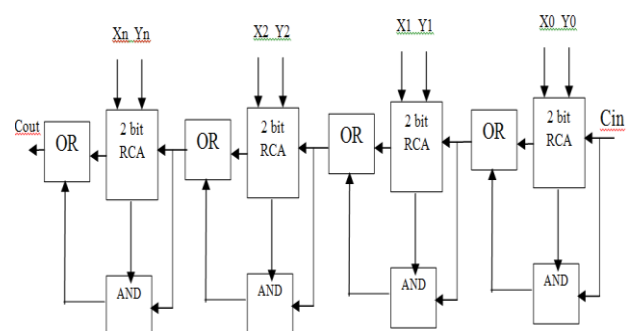 Xn Yn
X2 Y2
X1 Y1
X0 Y0
Cout
OR
2 bit
RCA
OR
2 bit
RCA
OR
2 bit
RCA
OR
2 bit
RCA
Cin
AND
AND
AND
AND